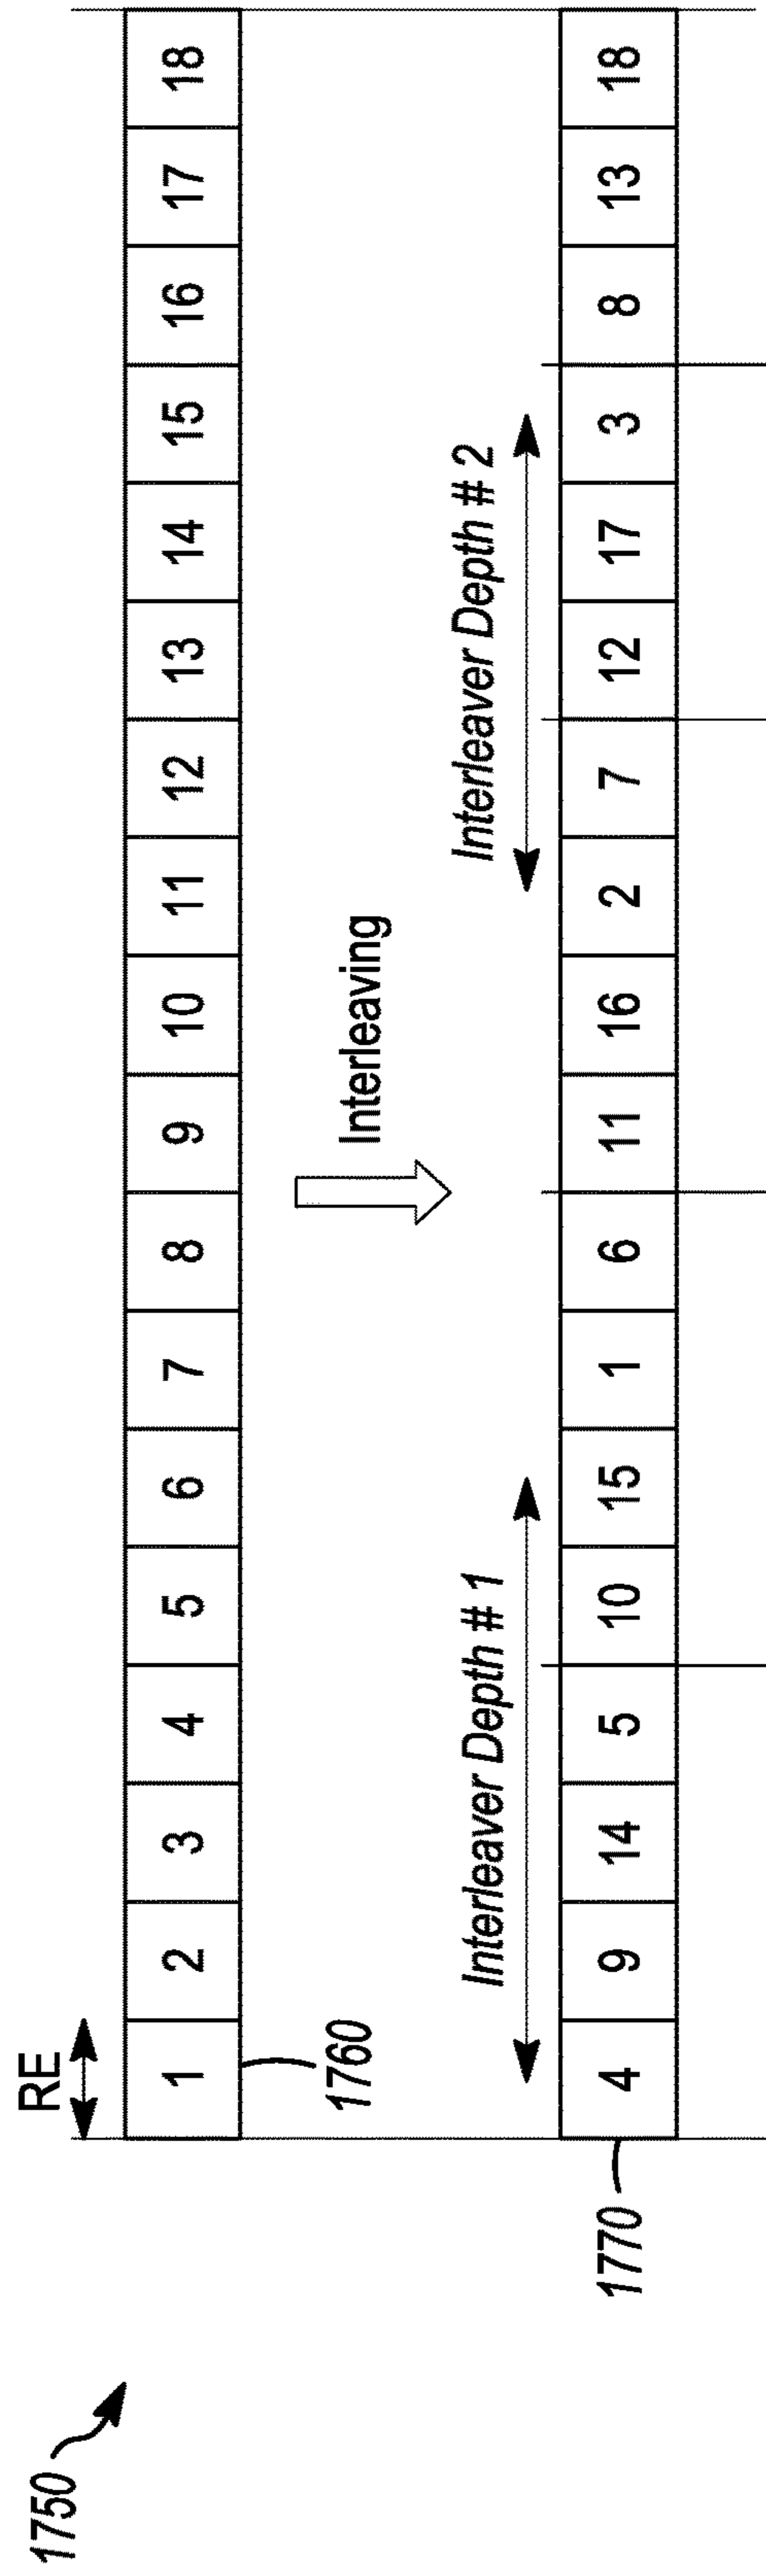 1750
RE
1 2 3 4 5 6 7 8 9 10 11 12 13 14 15 16 17 18
1760
Interleaving
Interleaver Depth # 1
Interleaver Depth # 2
4 9 14 5 10 15 1 6 11 16 2 7 12 17 3 8 13 18
1770